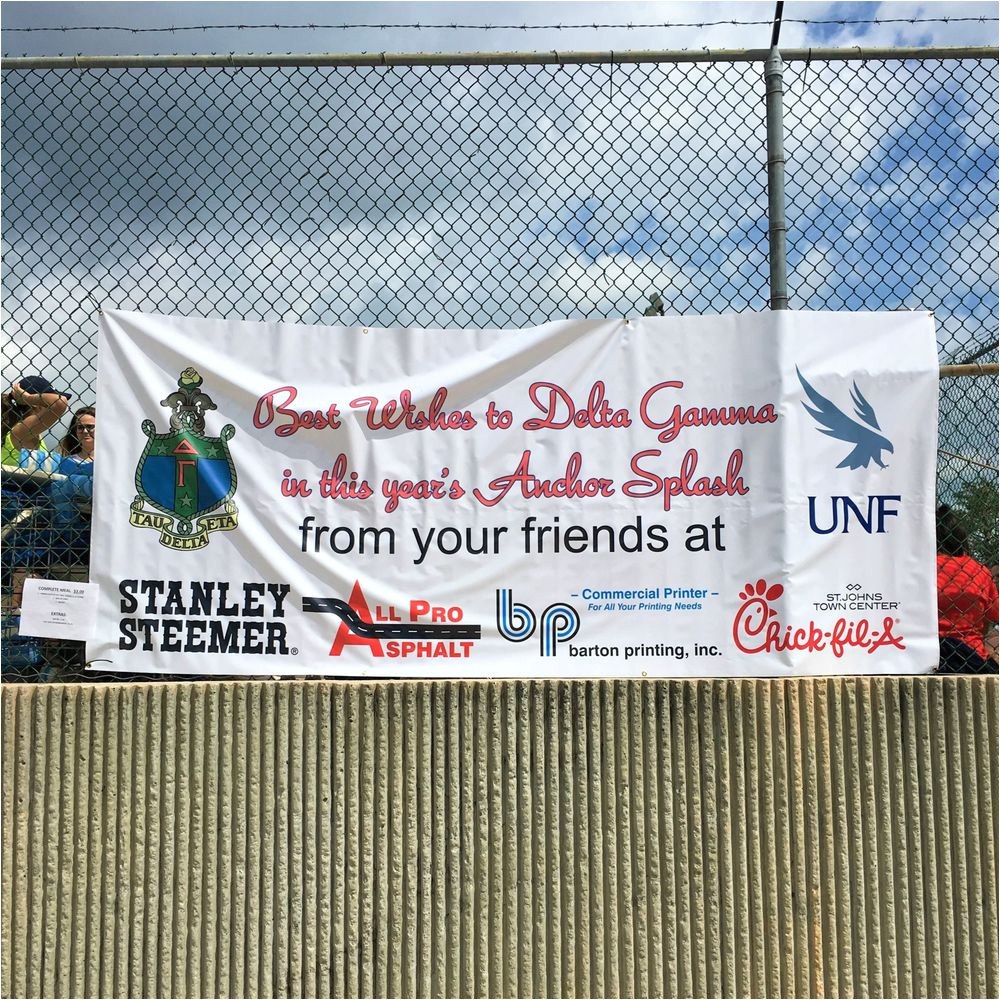 Best Wishes to Delta Gamma
in this year's Anchor Splash
from your friends at
ΔΓ
TAU ZETA
DELTA
UNF
STANLEY
STEEMER®
ALL PRO
ASPHALT
bp
– Commercial Printer –
For All Your Printing Needs
barton printing, inc.
ST. JOHNS
TOWN CENTER
Chick-fil-A
COMPLETE MEAL
EXTRAS